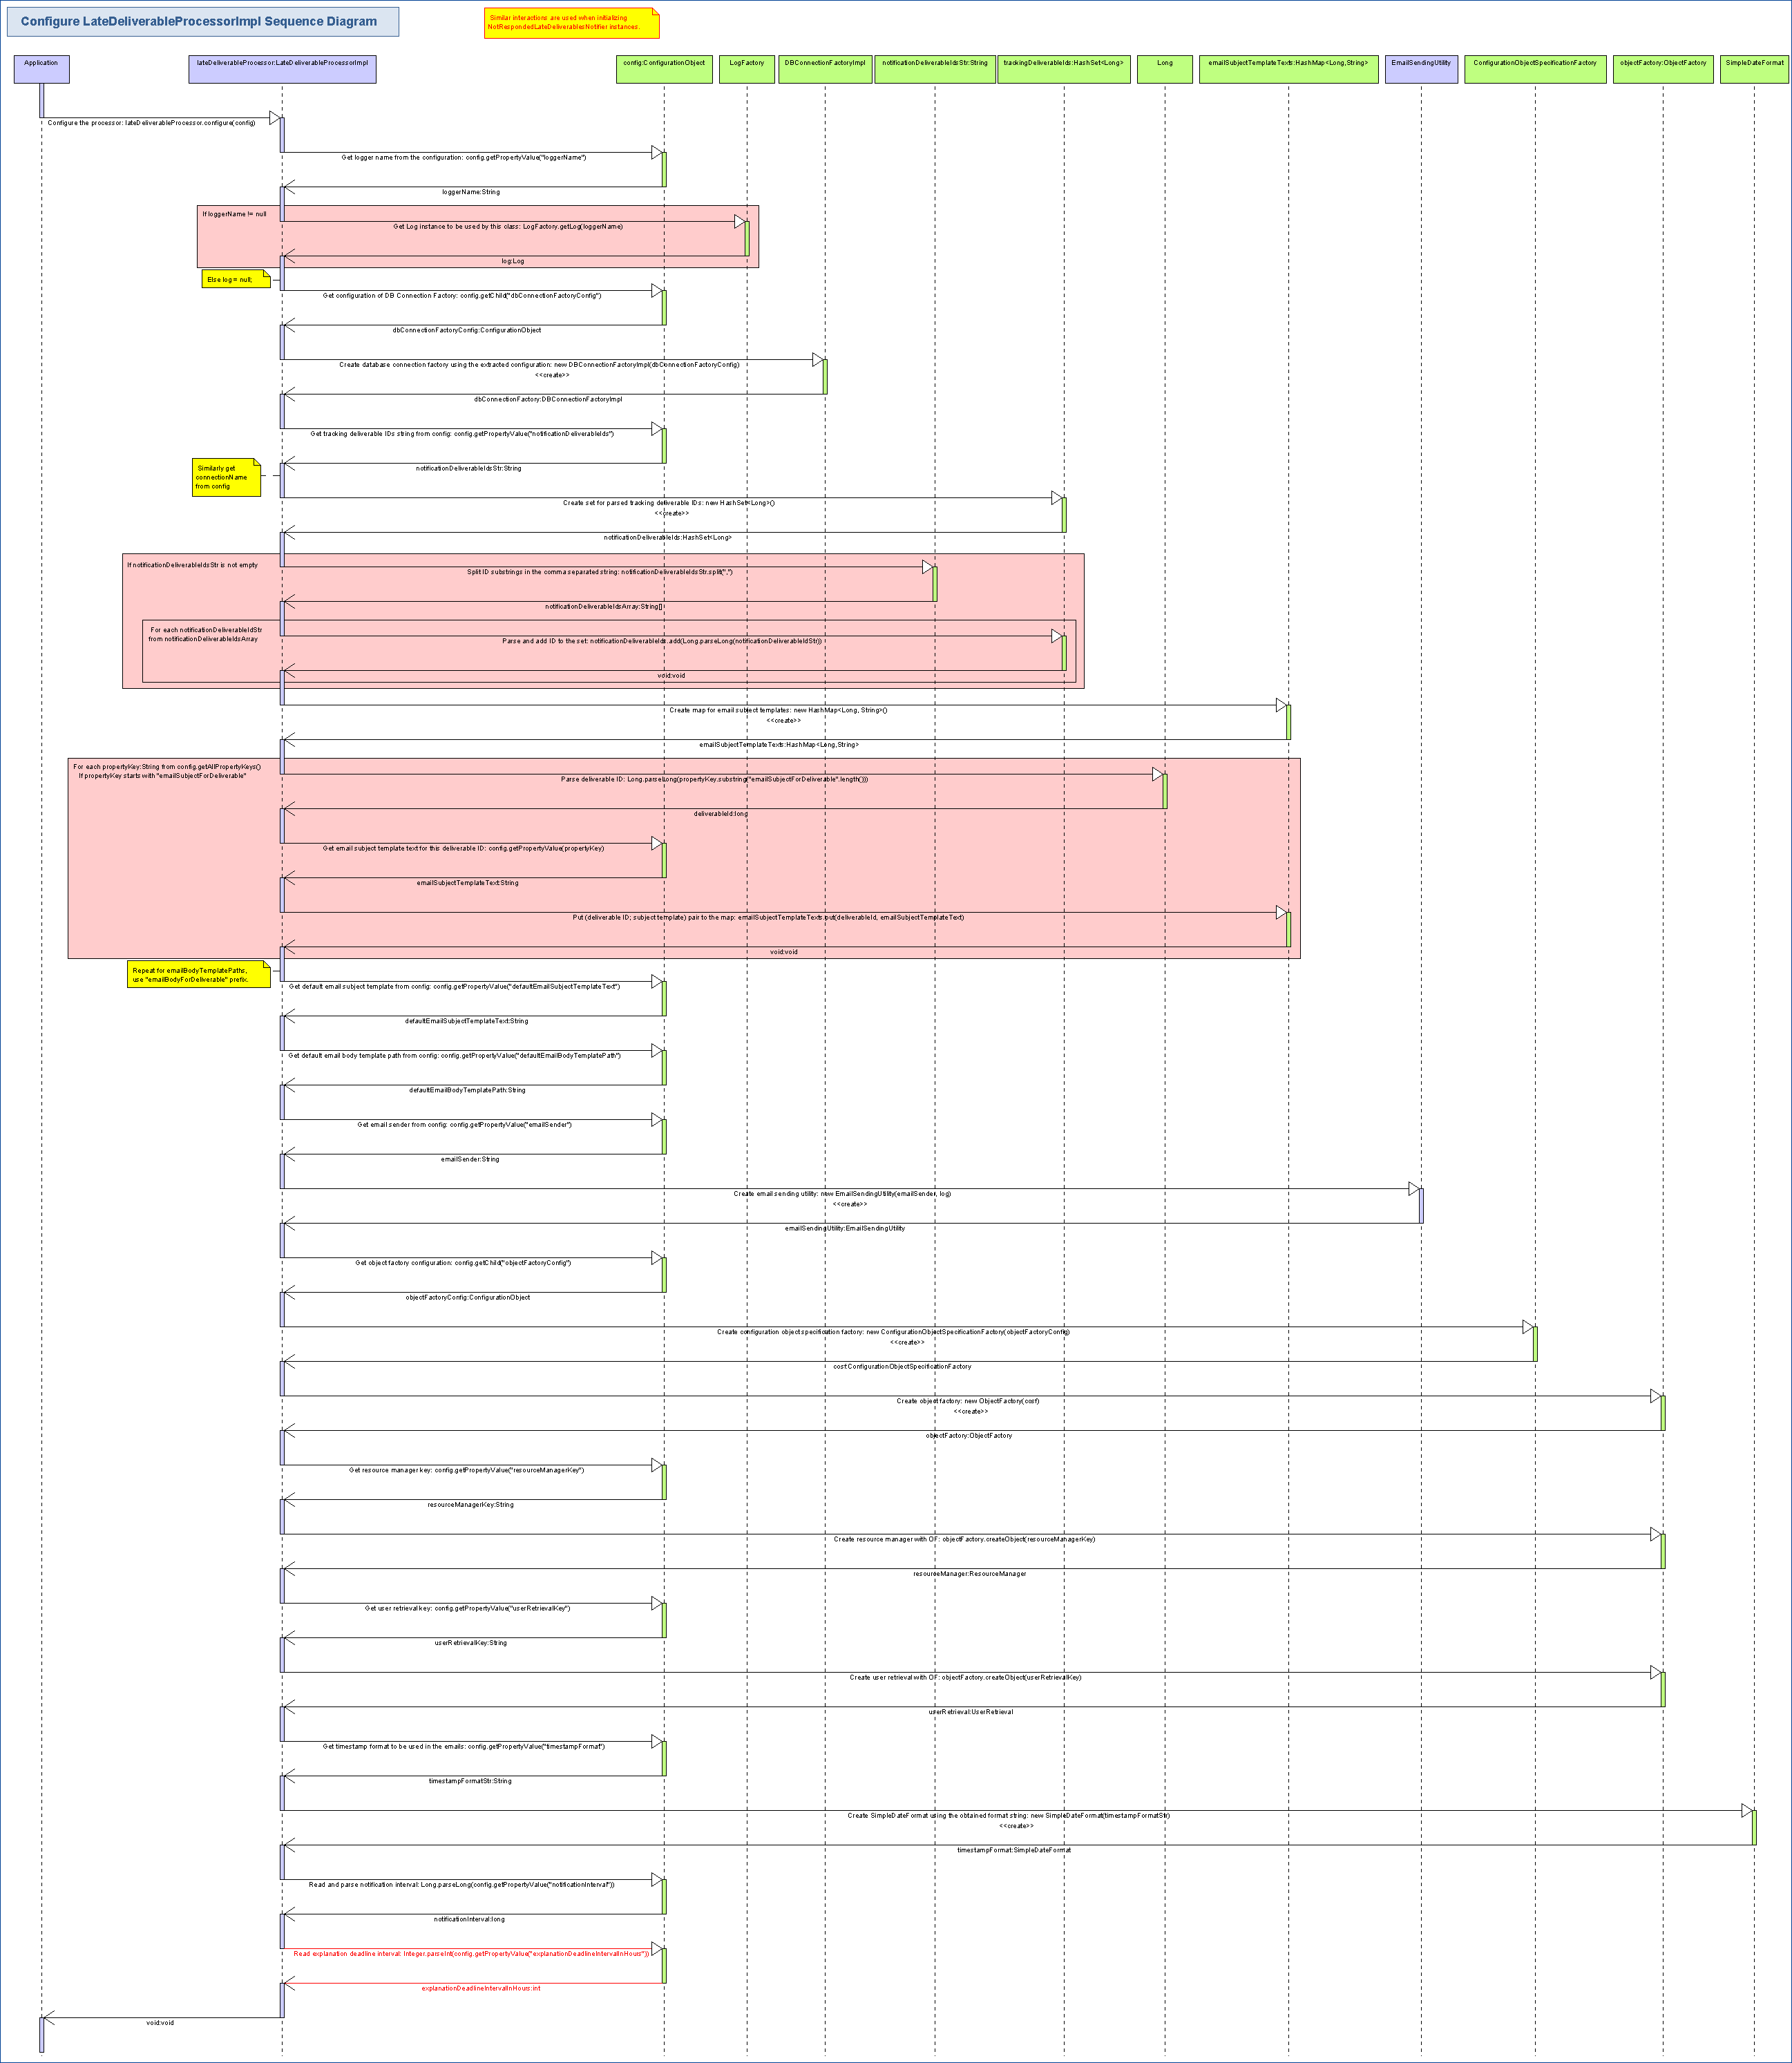 Configure LateDeliverableProcessorImpl Sequence Diagram
Similar interactions are used when initializing
NotRespondedLateDeliverablesNotifier instances.
Application
lateDeliverableProcessor:LateDeliverableProcessorImpl
config:ConfigurationObject
LogFactory
DBConnectionFactoryImpl
notificationDeliverableIdsStr:String
trackingDeliverableIds:HashSet<Long>
Long
emailSubjectTemplateTexts:HashMap<Long,String>
EmailSendingUtility
ConfigurationObjectSpecificationFactory
objectFactory:ObjectFactory
SimpleDateFormat
Configure the processor: lateDeliverableProcessor.configure(config)
Get logger name from the configuration: config.getPropertyValue("loggerName")
loggerName:String
If loggerName != null
Get Log instance to be used by this class: LogFactory.getLog(loggerName)
log:Log
Else log = null;
Get configuration of DB Connection Factory: config.getChild("dbConnectionFactoryConfig")
dbConnectionFactoryConfig:ConfigurationObject
Create database connection factory using the extracted configuration: new DBConnectionFactoryImpl(dbConnectionFactoryConfig)
<<create>>
dbConnectionFactory:DBConnectionFactoryImpl
Get tracking deliverable IDs string from config: config.getPropertyValue("notificationDeliverableIds")
notificationDeliverableIdsStr:String
Similarly get
connectionName
from config
Create set for parsed tracking deliverable IDs: new HashSet<Long>()
<<create>>
notificationDeliverableIds:HashSet<Long>
If notificationDeliverableIdsStr is not empty
Split ID substrings in the comma separated string: notificationDeliverableIdsStr.split(",")
notificationDeliverableIdsArray:String[]
For each notificationDeliverableIdStr
from notificationDeliverableIdsArray
Parse and add ID to the set: notificationDeliverableIds.add(Long.parseLong(notificationDeliverableIdStr))
void:void
Create map for email subject templates: new HashMap<Long, String>()
<<create>>
emailSubjectTemplateTexts:HashMap<Long,String>
For each propertyKey:String from config.getAllPropertyKeys()
If propertyKey starts with "emailSubjectForDeliverable"
Parse deliverable ID: Long.parseLong(propertyKey.substring("emailSubjectForDeliverable".length()))
deliverableId:long
Get email subject template text for this deliverable ID: config.getPropertyValue(propertyKey)
emailSubjectTemplateText:String
Put (deliverable ID; subject template) pair to the map: emailSubjectTemplateTexts.put(deliverableId, emailSubjectTemplateText)
void:void
Repeat for emailBodyTemplatePaths,
use "emailBodyForDeliverable" prefix.
Get default email subject template from config: config.getPropertyValue("defaultEmailSubjectTemplateText")
defaultEmailSubjectTemplateText:String
Get default email body template path from config: config.getPropertyValue("defaultEmailBodyTemplatePath")
defaultEmailBodyTemplatePath:String
Get email sender from config: config.getPropertyValue("emailSender")
emailSender:String
Create email sending utility: new EmailSendingUtility(emailSender, log)
<<create>>
emailSendingUtility:EmailSendingUtility
Get object factory configuration: config.getChild("objectFactoryConfig")
objectFactoryConfig:ConfigurationObject
Create configuration object specification factory: new ConfigurationObjectSpecificationFactory(objectFactoryConfig)
<<create>>
cosf:ConfigurationObjectSpecificationFactory
Create object factory: new ObjectFactory(cosf)
<<create>>
objectFactory:ObjectFactory
Get resource manager key: config.getPropertyValue("resourceManagerKey")
resourceManagerKey:String
Create resource manager with OF: objectFactory.createObject(resourceManagerKey)
resourceManager:ResourceManager
Get user retrieval key: config.getPropertyValue("userRetrievalKey")
userRetrievalKey:String
Create user retrieval with OF: objectFactory.createObject(userRetrievalKey)
userRetrieval:UserRetrieval
Get timestamp format to be used in the emails: config.getPropertyValue("timestampFormat")
timestampFormatStr:String
Create SimpleDateFormat using the obtained format string: new SimpleDateFormat(timestampFormatStr)
<<create>>
timestampFormat:SimpleDateFormat
Read and parse notification interval: Long.parseLong(config.getPropertyValue("notificationInterval"))
notificationInterval:long
Read explanation deadline interval: Integer.parseInt(config.getPropertyValue("explanationDeadlineIntervalInHours"))
explanationDeadlineIntervalInHours:int
void:void